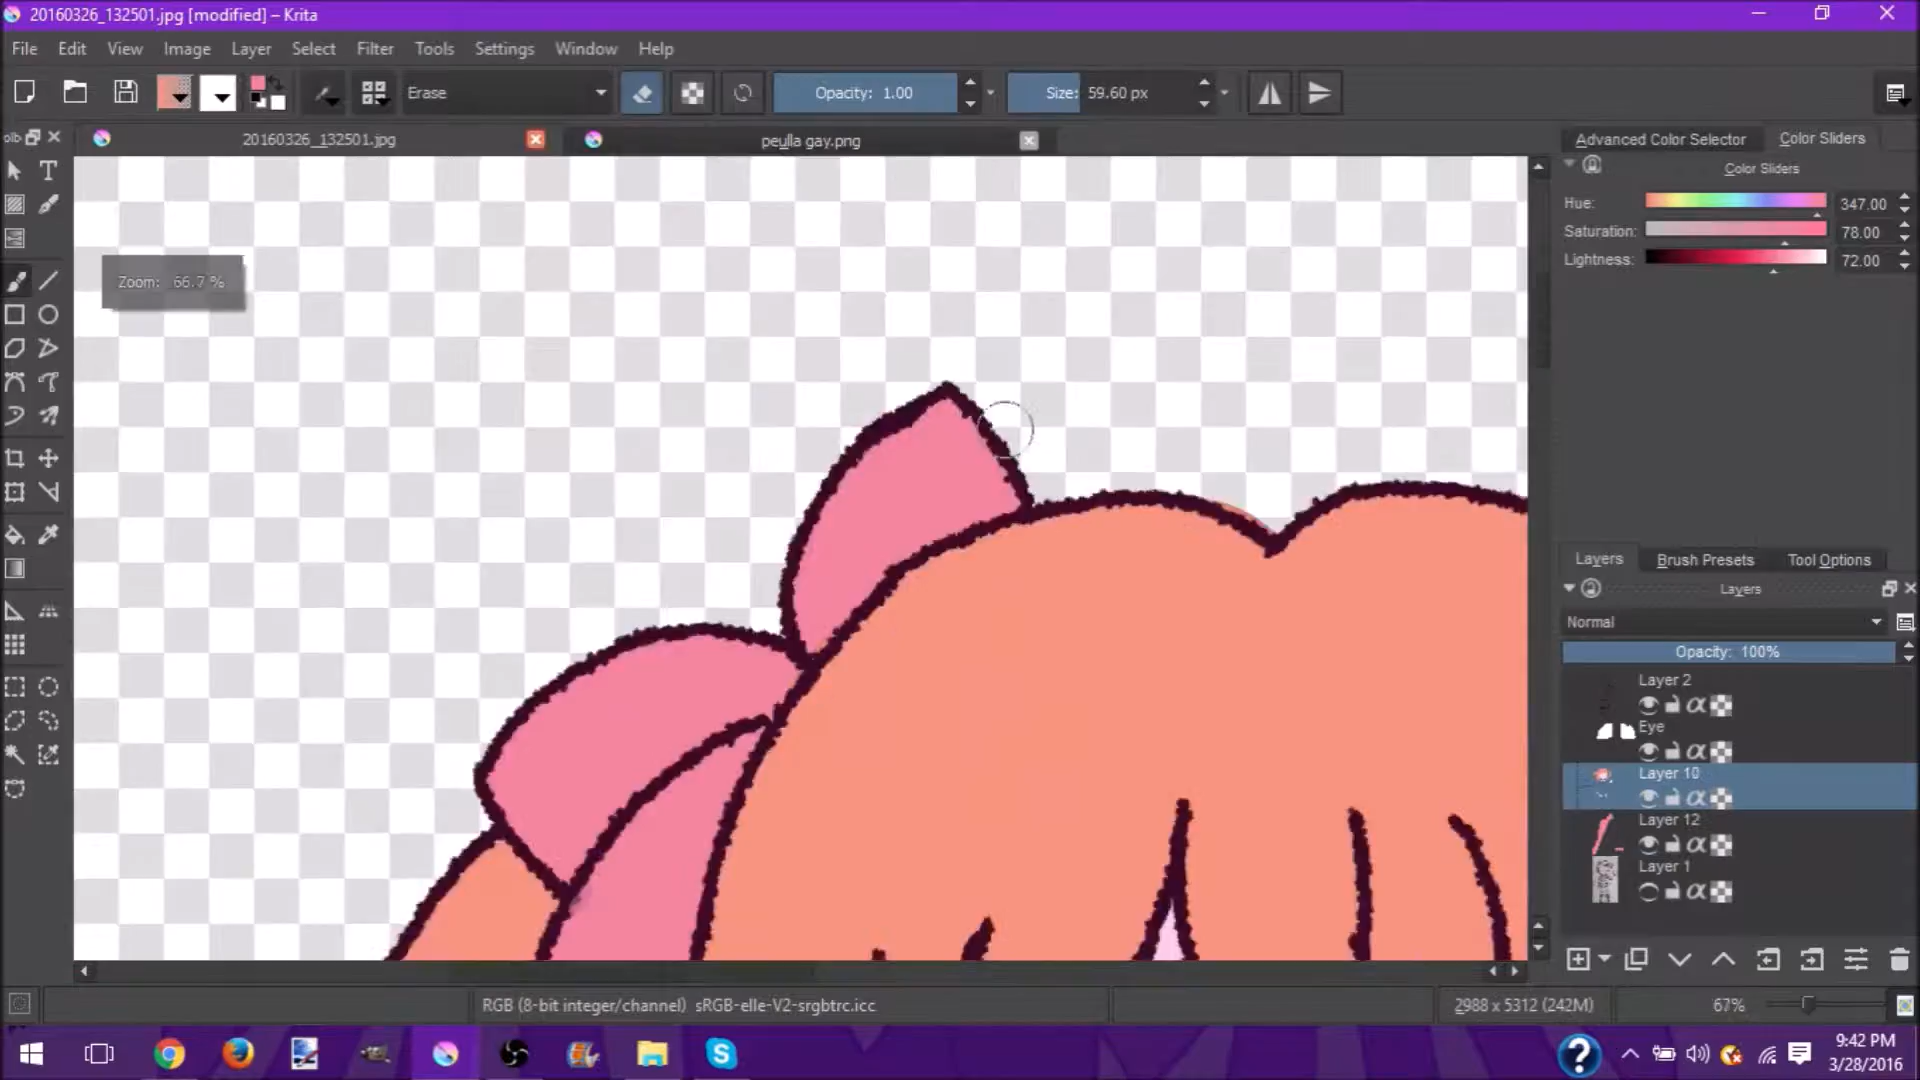 20160326_132501.jpg [modified] – Krita
File Edit View Image Layer Select Filter Tools Settings Window Help
Erase Opacity: 1.00 Size: 59.60 px
olb 20160326_132501.jpg peulla gay.png
Advanced Color Selector Color Sliders
Color Sliders
Hue: 347.00
Saturation: 78.00
Lightness: 72.00
Zoom: 66.7 %
Layers Brush Presets Tool Options
Layers
Normal
Opacity: 100%
Layer 2
Eye
Layer 10
Layer 12
Layer 1
RGB (8-bit integer/channel) sRGB-elle-V2-srgbtrc.icc 2988 x 5312 (242M) 67%
9:42 PM
3/28/2016